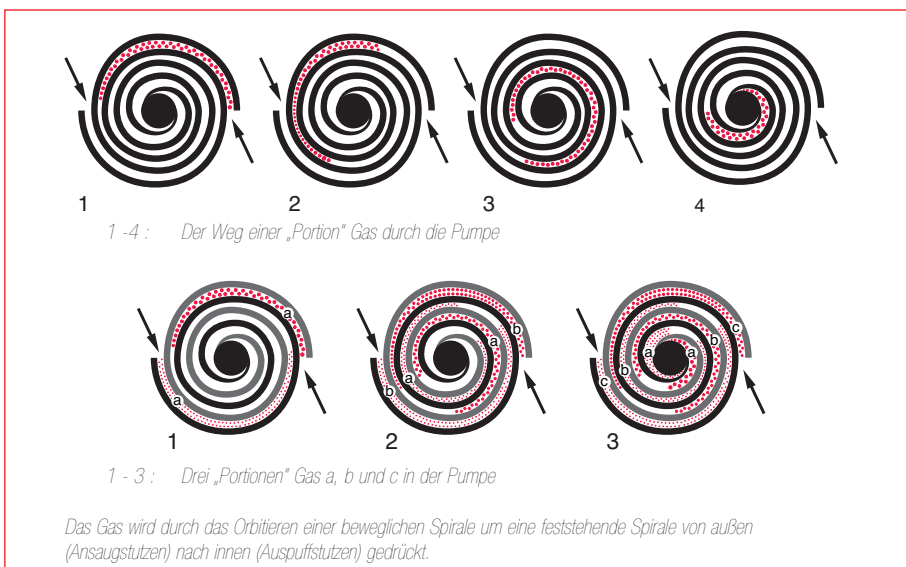 1
2
3
4
1 -4 : Der Weg einer „Portion" Gas durch die Pumpe
a
a
1
b
a
a
b
2
c
b
a
a
b
c
3
1 - 3 : Drei „Portionen" Gas a, b und c in der Pumpe
Das Gas wird durch das Orbitieren einer beweglichen Spirale um eine feststehende Spirale von außen
(Ansaugstutzen) nach innen (Auspuffstutzen) gedrückt.